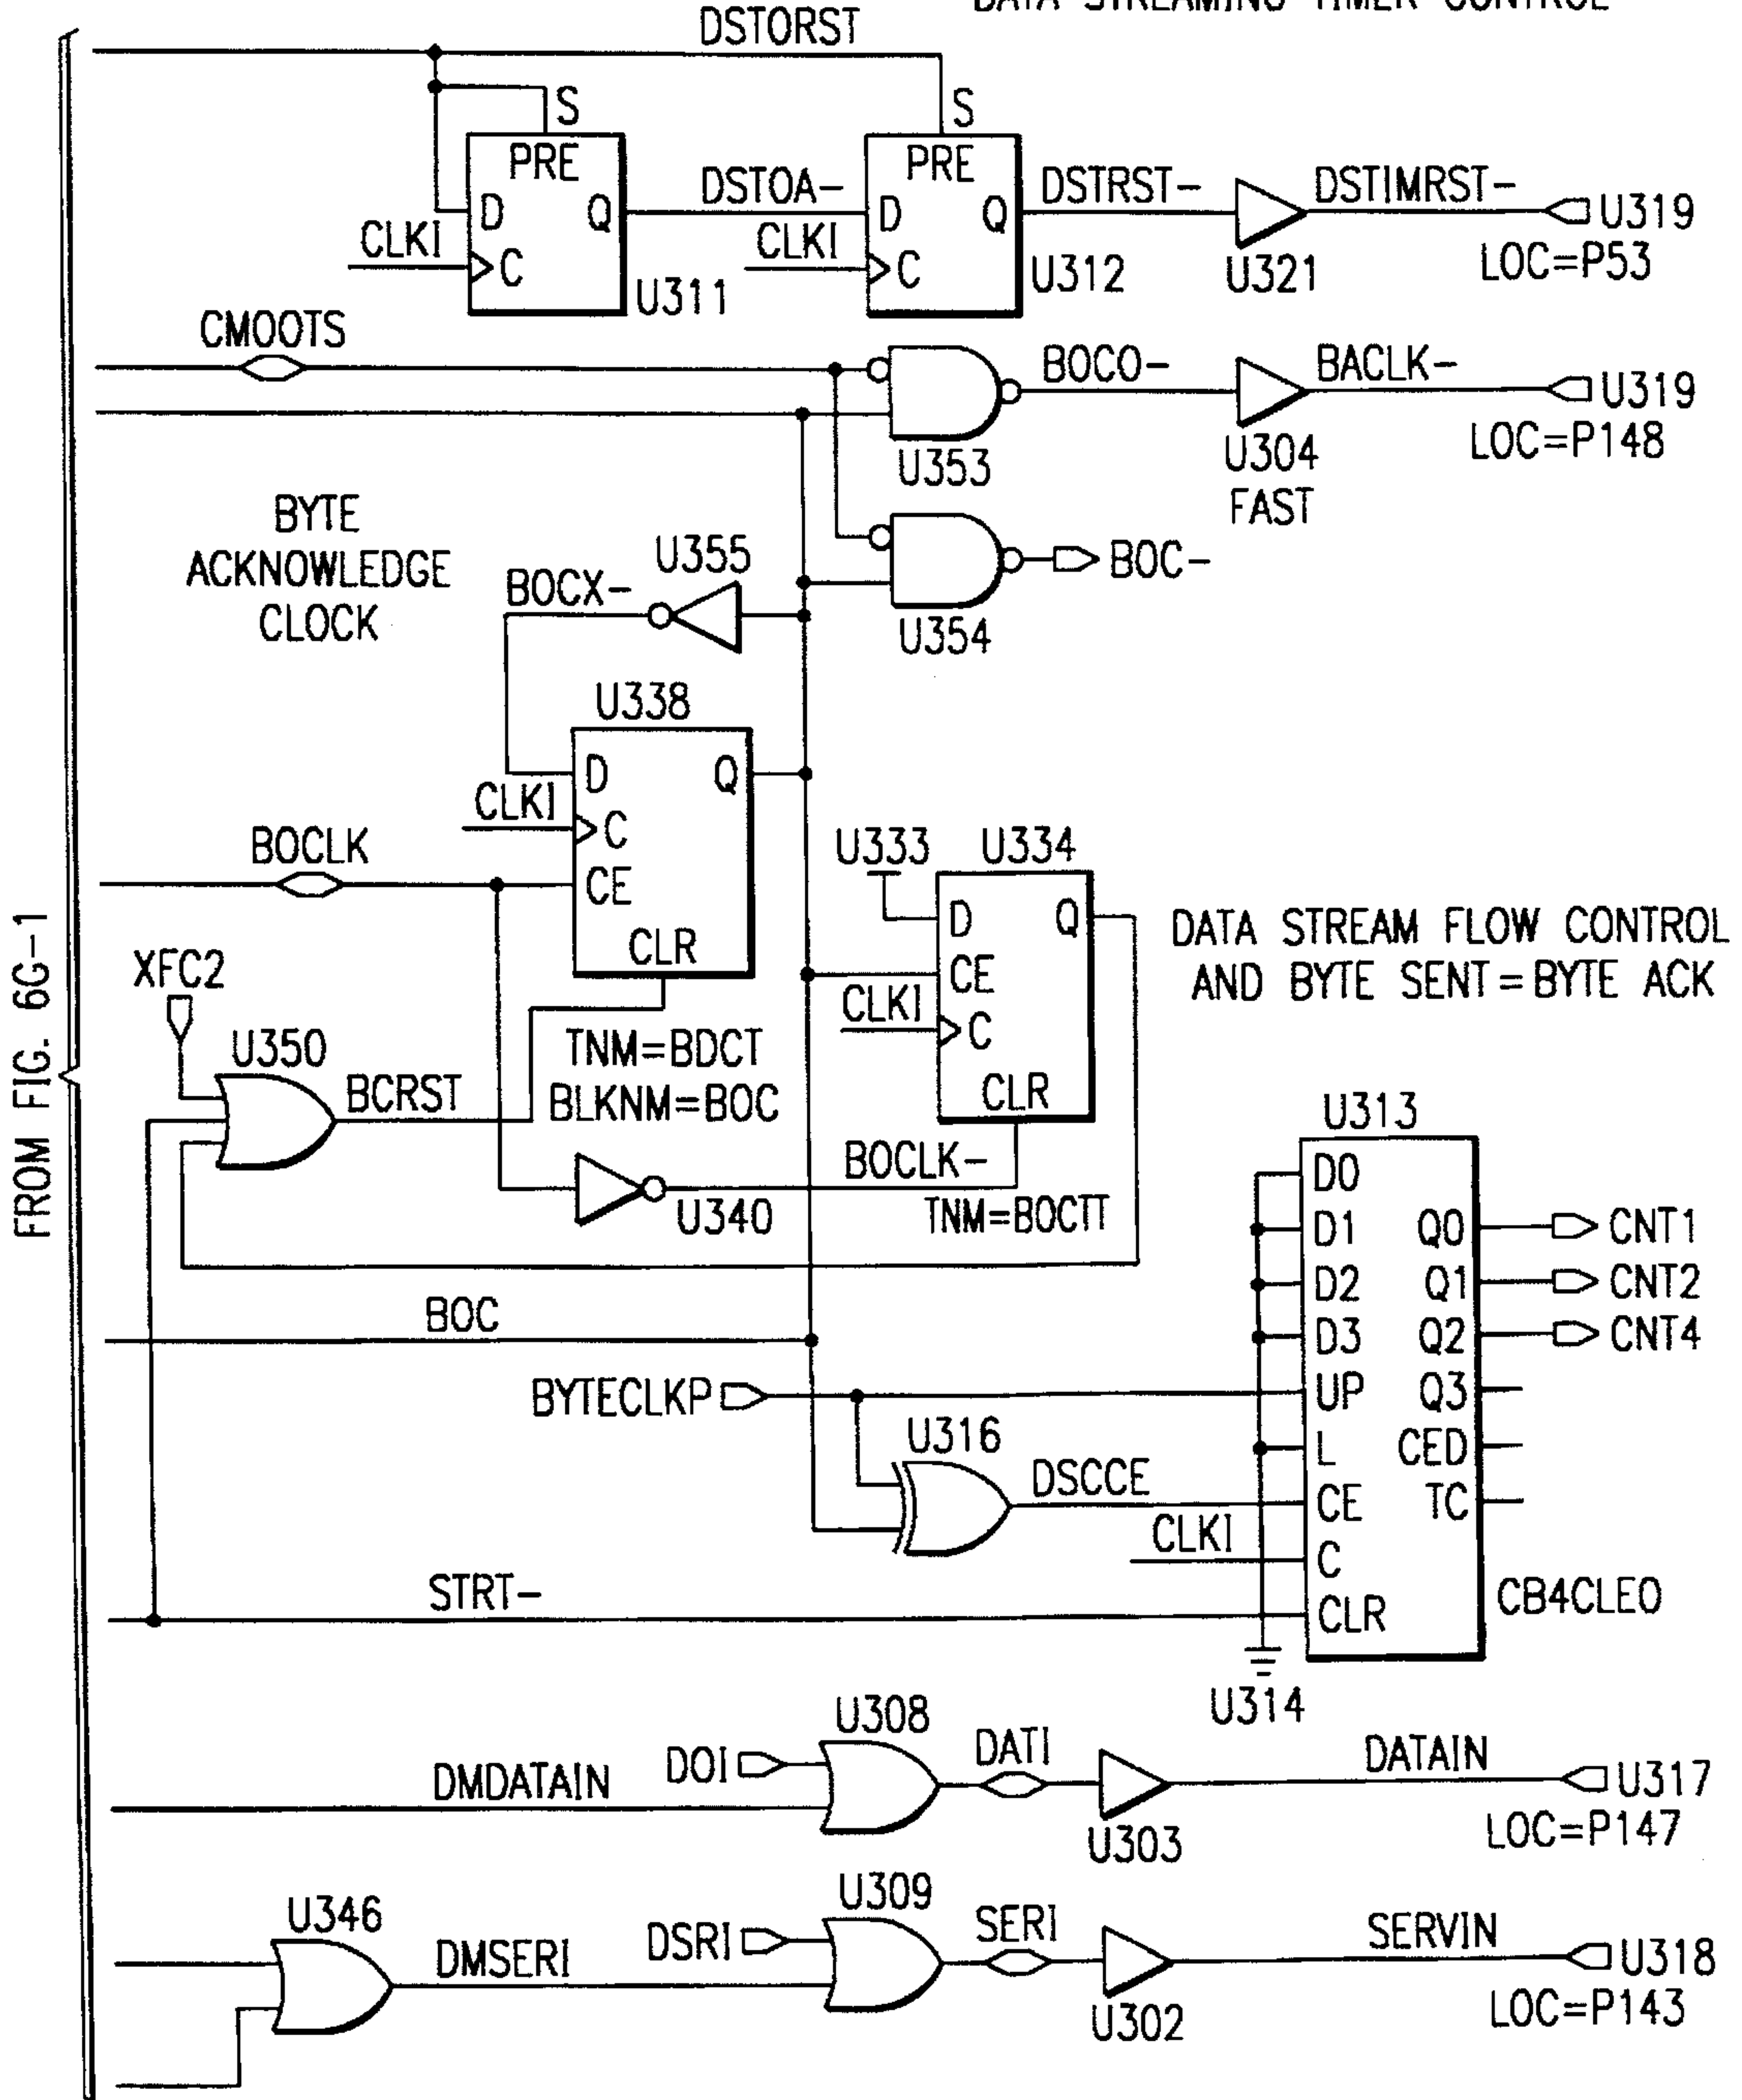 DATA STREAMING TIMER CONTROL
DSTORST
S
S
PRE
PRE
D
Q
DSTOA-
D
Q
DSTRST-
DSTIMRST-
U319
CLKI
C
CLKI
C
U311
U312
U321
LOC=P53
CMOOTS
BOCO-
BACLK-
U319
U353
U304
FAST
LOC=P148
BYTE
ACKNOWLEDGE
CLOCK
U355
BOCX-
BOC-
U354
U338
D
Q
CLKI
C
BOCLK
CE
CLR
U333
U334
D
Q
CE
CLKI
C
CLR
DATA STREAM FLOW CONTROL
AND BYTE SENT=BYTE ACK
FROM FIG. 6G-1
XFC2
U350
BCRST
TNM=BDCT
BLKNM=BOC
BOCLK-
U340
TNM=BOCTT
U313
D0
D1
Q0
CNT1
D2
Q1
CNT2
D3
Q2
CNT4
UP
Q3
L
CED
CE
TC
C
CLR
CB4CLEO
BOC
BYTECLKP
U316
DSCCE
CLKI
STRT-
U314
U308
DOI
DATI
DATAIN
U317
DMDATAIN
U303
LOC=P147
U309
U346
DSRI
SERI
SERVIN
U318
DMSERI
U302
LOC=P143